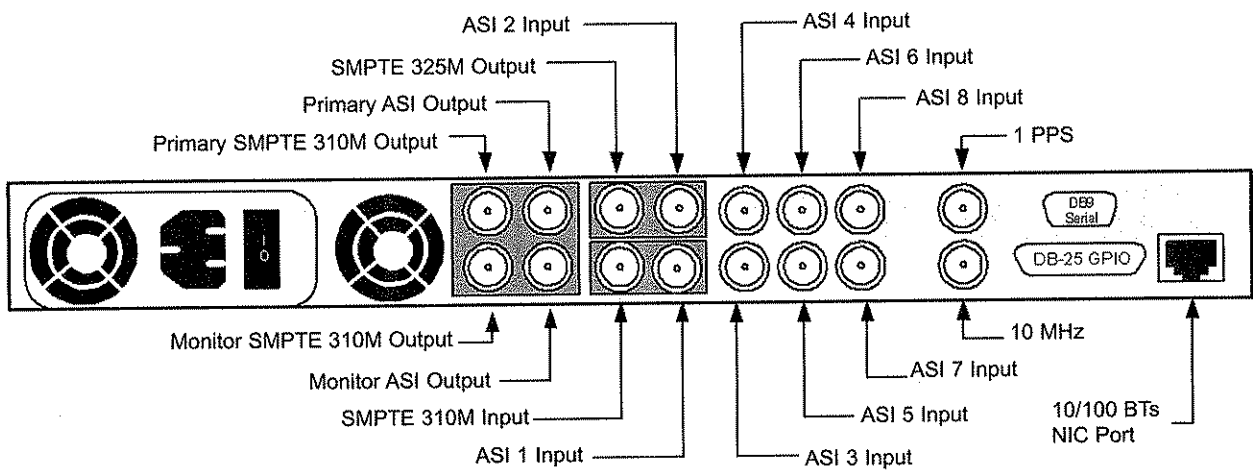 ASI 2 Input
ASI 4 Input
SMPTE 325M Output
ASI 6 Input
Primary ASI Output
ASI 8 Input
Primary SMPTE 310M Output
1 PPS
I
O
DB9
Serial
DB-25 GPIO
Monitor SMPTE 310M Output
10 MHz
Monitor ASI Output
ASI 7 Input
SMPTE 310M Input
ASI 5 Input
10/100 BTs
NIC Port
ASI 1 Input
ASI 3 Input